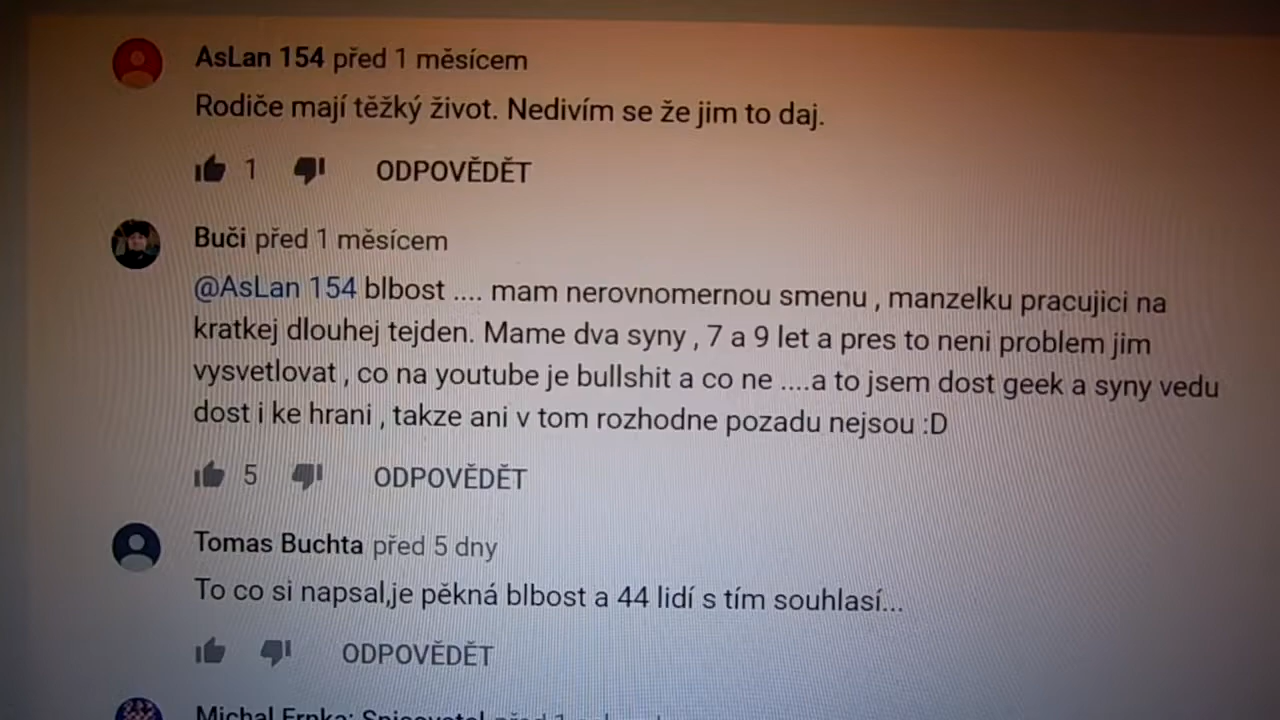 AsLan 154 před 1 měsícem
Rodiče mají těžký život. Nedivím se že jim to daj.
1 ODPOVĚDĚT
Buči před 1 měsícem
@AsLan 154 blbost .... mam nerovnomernou smenu , manzelku pracujici na
kratkej dlouhej tejden. Mame dva syny , 7 a 9 let a pres to neni problem jim
vysvetlovat , co na youtube je bullshit a co ne ....a to jsem dost geek a syny vedu
dost i ke hrani , takze ani v tom rozhodne pozadu nejsou :D
5 ODPOVĚDĚT
Tomas Buchta před 5 dny
To co si napsal,je pěkná blbost a 44 lidí s tím souhlasí...
ODPOVĚDĚT
Michal